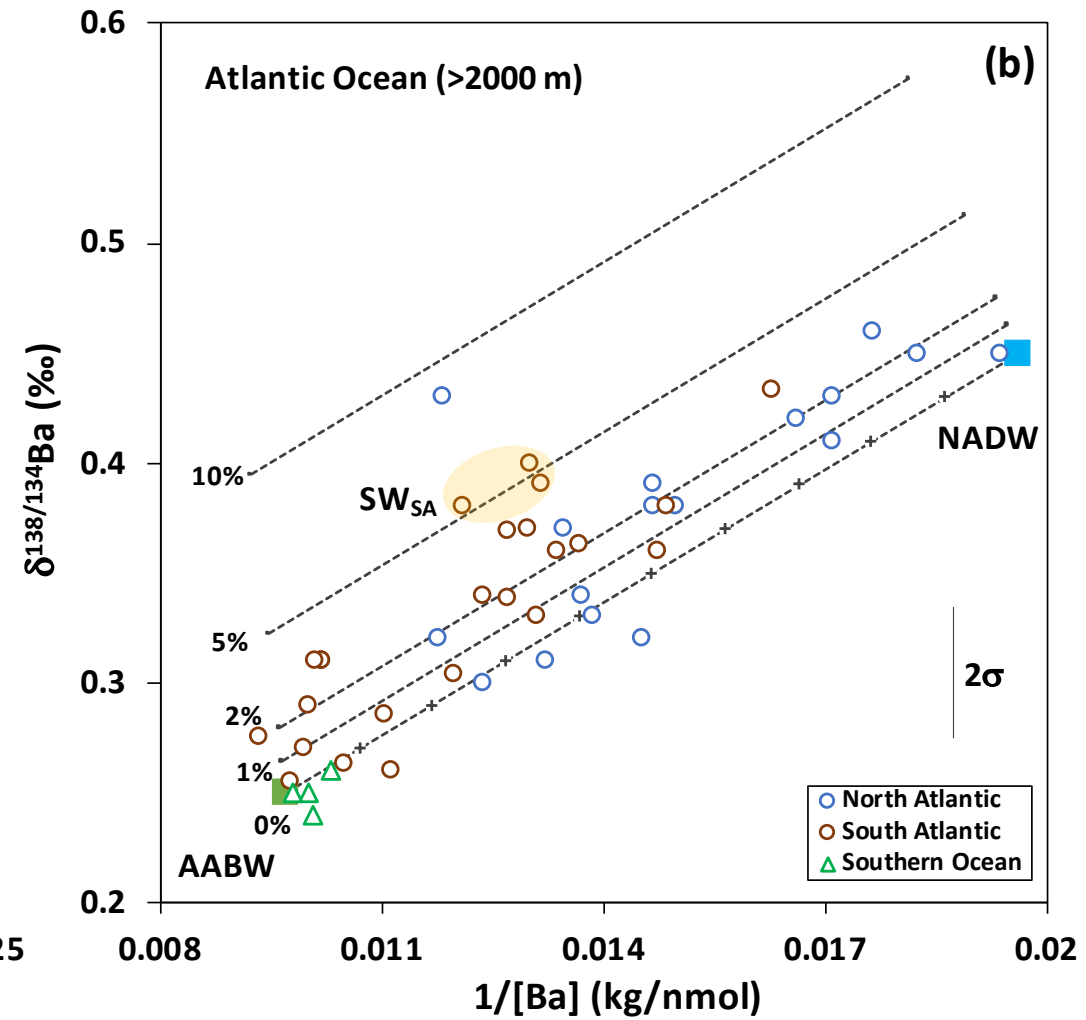 0.6
Atlantic Ocean (>2000 m)
(b)
0.5
10%
0.4
SW_SA
NADW
5%
0.3
2σ
2%
1%
0%
AABW
North Atlantic
South Atlantic
Southern Ocean
0.2
25
0.008
0.011
0.014
0.017
0.02
1/[Ba] (kg/nmol)
δ138/134Ba (‰)